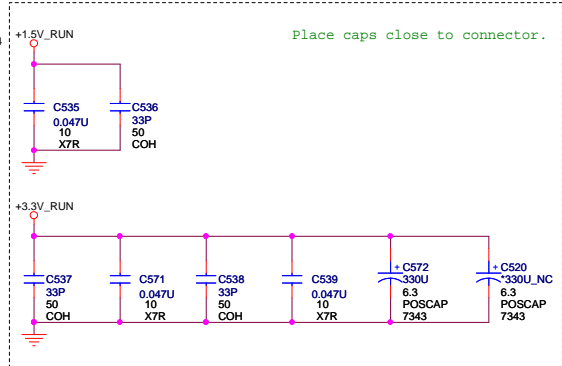 Place caps close to connector.
+1.5V_RUN
C535
0.047U
10
X7R
C536
33P
50
COH
+3.3V_RUN
C537
33P
50
COH
C571
0.047U
10
X7R
C538
33P
50
COH
C539
0.047U
10
X7R
+
C572
330U
6.3
POSCAP
7343
+
C520
*330U_NC
6.3
POSCAP
7343